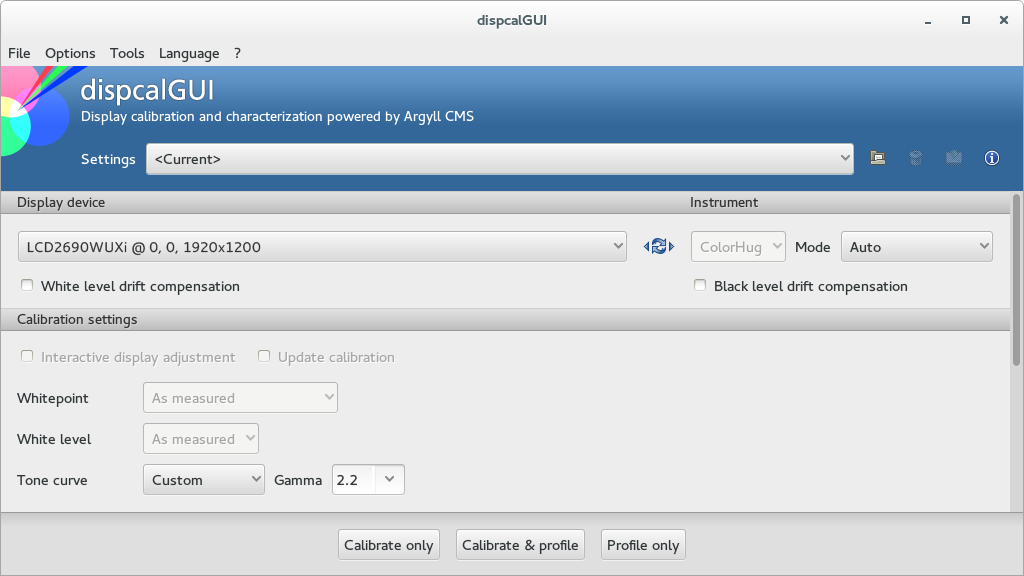 dispcalGUI
File Options Tools Language ?
dispcalGUI
Display calibration and characterization powered by Argyll CMS
Settings <Current>
Display device Instrument
LCD2690WUXi @ 0, 0, 1920x1200 ColorHug Mode Auto
White level drift compensation Black level drift compensation
Calibration settings
Interactive display adjustment Update calibration
Whitepoint As measured
White level As measured
Tone curve Custom Gamma 2.2
Calibrate only Calibrate & profile Profile only